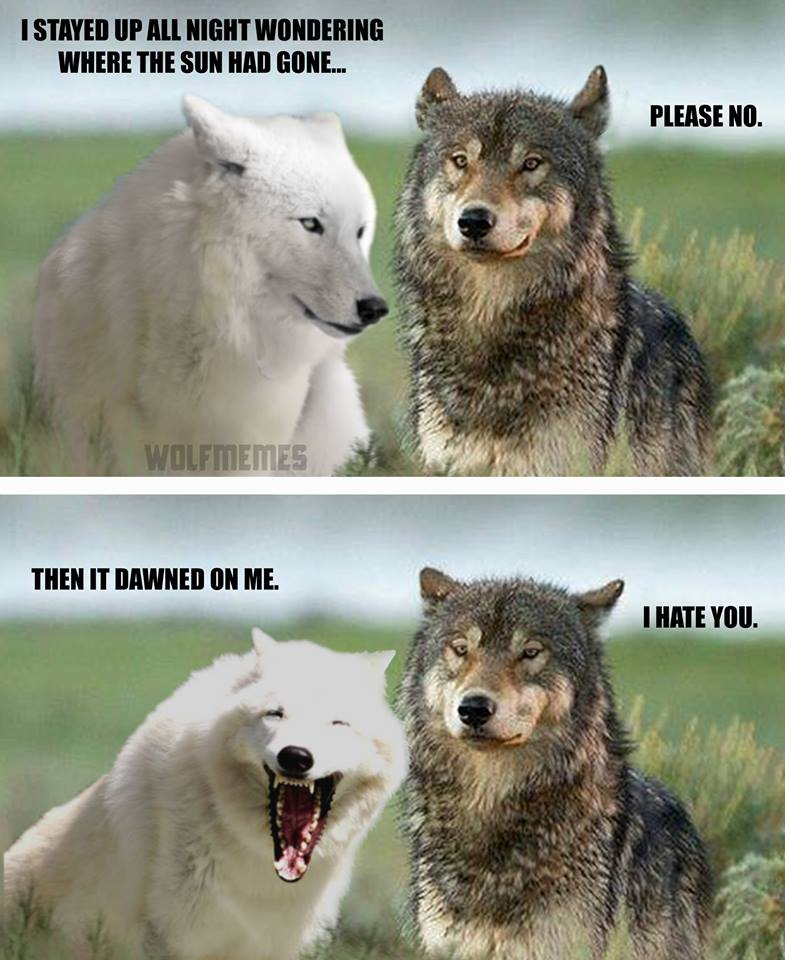 I STAYED UP ALL NIGHT WONDERING
WHERE THE SUN HAD GONE...
PLEASE NO.
WOLFMEMES
THEN IT DAWNED ON ME.
I HATE YOU.